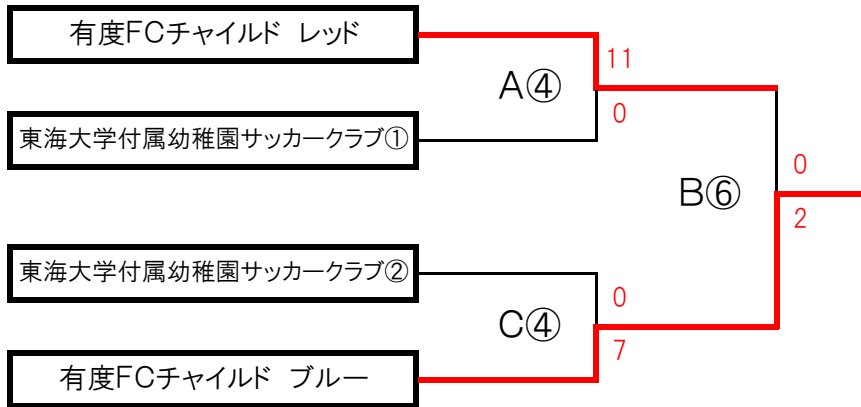 有度FCチャイルド レッド
11
A④
0
東海大学付属幼稚園サッカークラブ①
0
B⑥
2
東海大学付属幼稚園サッカークラブ②
0
C④
7
有度FCチャイルド ブルー